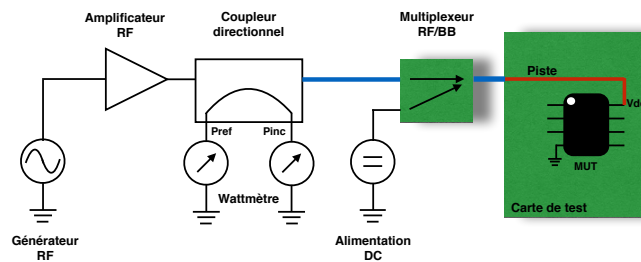 Amplificateur
RF
Coupleur
directionnel
Multiplexeur
RF/BB
Piste
Pref
Pinc
MUT
Wattmètre
Carte de test
Générateur
RF
Alimentation
DC